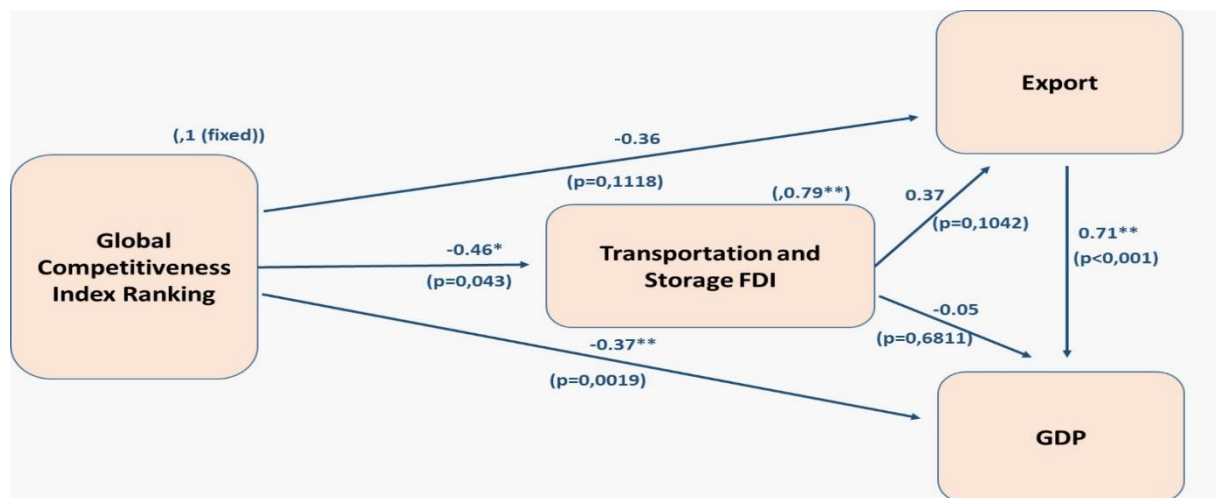 Export
(,1 (fixed))
-0.36
(p=0,1118)
(,0.79**)
0.37
(p=0,1042)
0.71**
(p<0,001)
Global
Competitiveness
Index Ranking
-0.46*
(p=0,043)
Transportation and
Storage FDI
-0.05
(p=0,6811)
-0.37**
(p=0,0019)
GDP